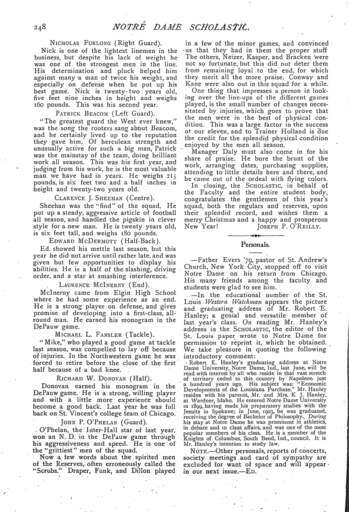 248 NOTRE DAME SCHOLASTIC.
NICHOLAS FURLONG (Right Guard).
Nick is one of the lightest linemen in the
business, but despite his lack of weight he
was one of the strongest men in the line.
His determination and pluck helped him
against many a man of twice his weight, and
especially on defense when he put up his
best game. Nick is twenty-two years old,
five feet nine inches in height and weighs
160 pounds. This was his second year.
PATRICK BEACOM (Left Guard).
"The greatest guard the West ever knew,"
was the song the rooters sang about Beacom,
and he certainly lived up to the reputation
they gave him. Of herculean strength and
unusually active for such a big man, Patrick
was the mainstay of the team, doing brilliant
work all season. This was his first year, and
judging from his work, he is the most valuable
man we have had in years. He weighs 215
pounds, is six feet two and a half inches in
height and twenty-two years old.
CLARENCE J. SHEEHAN (Centre).
Sheehan was the "find" of the squad. He
put up a steady, aggressive article of football
all season, and handled the pigskin in clever
style for a new man. He is twenty years old,
is six feet tall, and weighs 180 pounds.
EDWARD MCDERMOTT (Half-Back).
Ed. showed his mettle last season, but this
year he did not arrive until rather late, and was
given but few opportunities to display his
abilities. He is a half of the slashing, driving
order, and a star at smashing interference.
LAURENCE MCINERNY (End).
McInerny came from Elgin High School
where he had some experience as an end.
He is a strong player on defense, and gives
promise of developing into a first-class, all-
round man. He earned his monogram in the
DePauw game.
MICHAEL L. FANSLER (Tackle).
"Mike," who played a good game at tackle
last season, was compelled to lay off because
of injuries. In the Northwestern game he was
forced to retire before the close of the first
half because of a bad knee.
RICHARD W. DONOVAN (Half).
Donovan earned his monogram in the
DePauw game. He is a strong, willing player
and with a little more experience should
become a good back. Last year he was full
back on St. Vincent's college team of Chicago.
JOHN P. O'PHELAN (Guard).
O'Phelan, the Inter-Hall star of last year,
won an N. D. in the DePauw game through
his aggressiveness and speed. He is one of
the "grittiest" men of the squad.
Now a few words about the spirited men
of the Reserves, often erroneously called the
"Scrubs." Draper, Funk, and Dillon played
in a few of the minor games, and convinced
us that they had in them the proper stuff
The others, Neizer, Kasper, and Bracken were
not so fortunate, but this did not deter them
from remaining loyal to the end, for which
they merit all the more praise. Conway and
Kane were also out in this squad for a while.
One thing that impresses a person in look-
ing over the line-ups of the different games
played, is the small number of changes neces-
sitated by injuries, which goes to prove that
the men were in the best of physical con-
dition. This was a large factor in the success
of our eleven, and to Trainer Holland is due
the credit for the splendid physical condition
enjoyed by the men all season.
Manager Daly must also come in for his
share of praise. He bore the brunt of the
work, arranging dates, purchasing supplies,
attending to little details here and there, and
be came out of the ordeal with flying colors.
In closing, the SCHOLASTIC, in behalf of
the Faculty and the entire student body,
congratulates the gentlemen of this year's
squad, both the regulars and reserves, upon
their splendid record, and wishes them a
merry Christmas and a happy and prosperous
New Year! JOSEPH P. O'REILLY.
Personals.
—Father Evers '79, pastor of St. Andrew's
Church, New York City, stopped off to visit
Notre Dame on his return from Chicago.
His many friends among the faculty and
students were glad to see him.
—In the educational number of the St.
Louis Western Watchman appears the picture
and graduating address of Mr. Robert E.
Hanley; a genial and versatile member of
last year's class. On reading Mr. Hanley's
address in the SCHOLASTIC, the editor of the
St. Louis paper wrote to Notre Dame for
permission to reprint it, which he obtained.
We take pleasure in quoting the following
introductory comment:
Robert E. Hanley's graduating address at Notre
Dame University, Notre Dame, Ind., last June, will be
read with interest by all who reside in that vast stretch
of territory ceded to this country by Napoleon just
a hundred years ago. His subject was: "Economic
Development of the Louisiana Purchase." Mr. Hanley
resides with his parents, Mr. and Mrs. K. J. Hanley,
at Wardner, Idaho. He entered Notre Dame University
in 1899, having made his preparatory studies with the
Jesuits in Spokane; in June, 1903, he was graduated,
receiving the degree of Bachelor of Philosophy. During
his stay at Notre Dame he was prominent in athletics,
in debate and in class affairs, and was one of the most
popular members of his class. He is a member of the
Knights of Columbus, South Bend, Ind., council. It is
Mr. Hanley's intention to study law.
NOTE.—Other personals, reports of concerts,
society meetings and card of sympathy are
excluded for want of space and will appear
in our next issue.—ED.